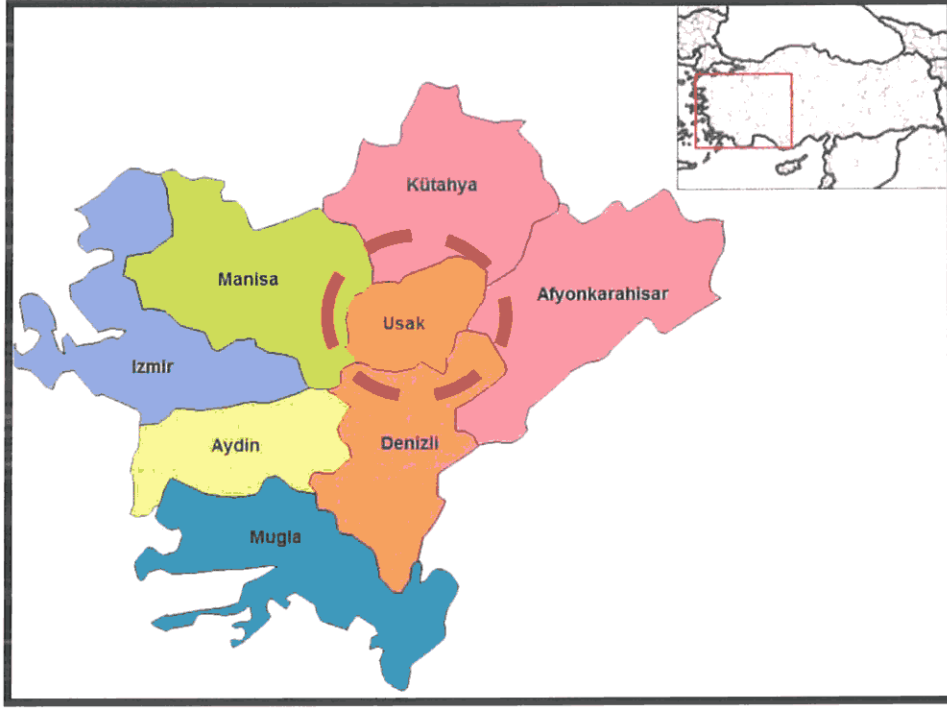 Kütahya
Manisa
Afyonkarahisar
Usak
Izmir
Aydin
Denizli
Mugla